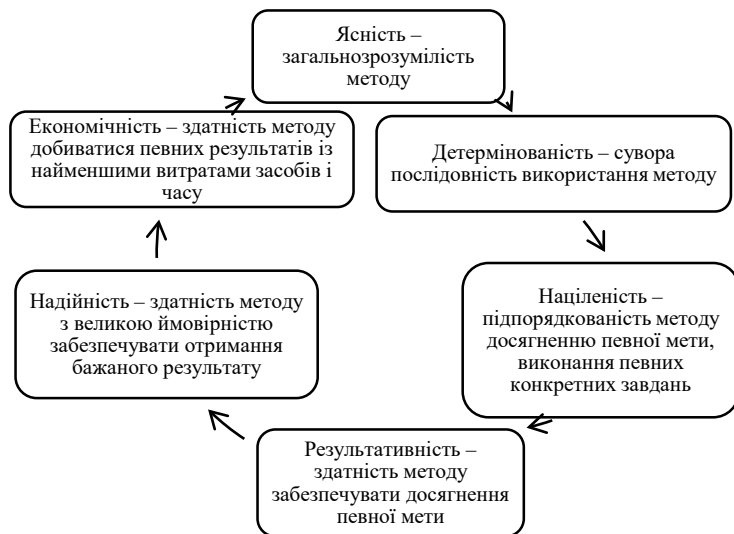 Ясність –
загальнозрозумілість
методу
Детермінованість – сувора
послідовність використання методу
Націленість –
підпорядкованість методу
досягненню певної мети,
виконання певних
конкретних завдань
Результативність –
здатність методу
забезпечувати досягнення
певної мети
Надійність – здатність методу
з великою ймовірністю
забезпечувати отримання
бажаного результату
Економічність – здатність методу
добиватися певних результатів із
найменшими витратами засобів і
часу